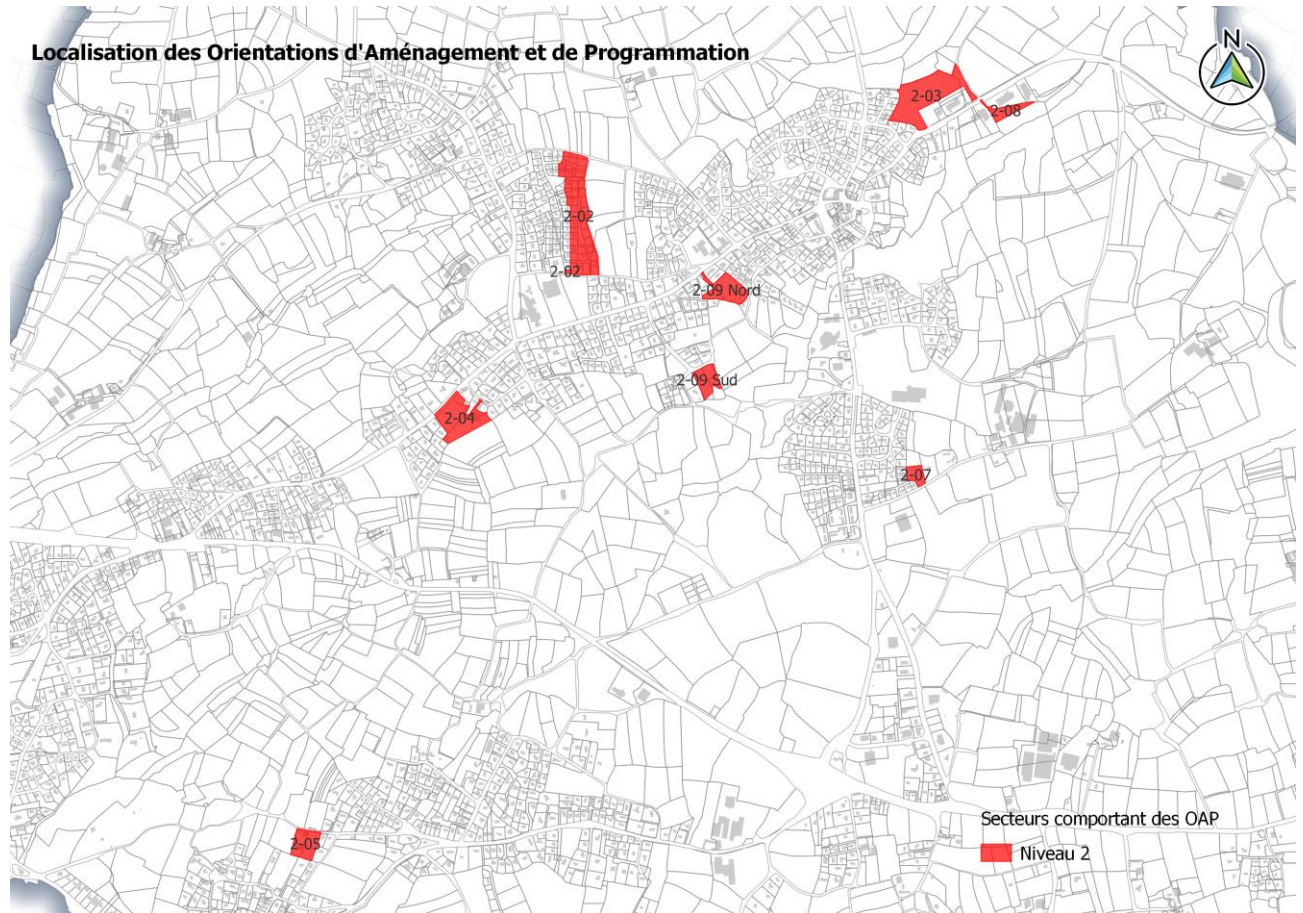 Localisation des Orientations d'Aménagement et de Programmation
N
2-03
2-08
2-02
2-02
2-09 Nord
2-09 Sud
2-04
2-07
2-05
Secteurs comportant des OAP
Niveau 2